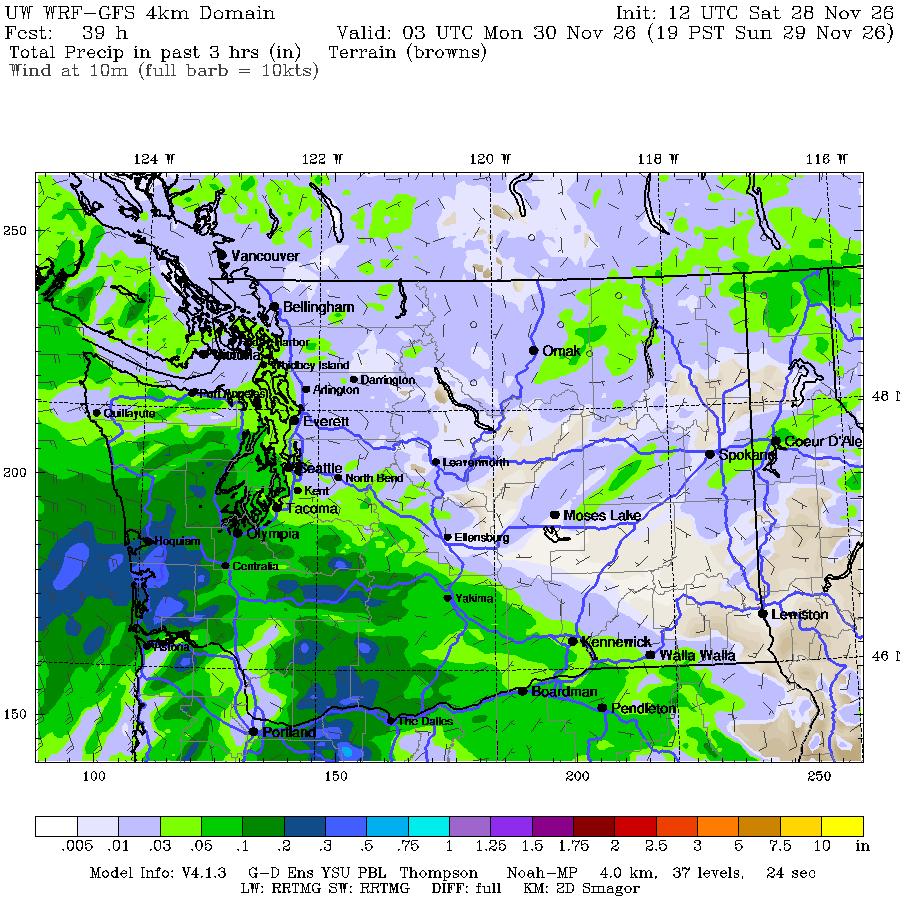 UW WRF-GFS 4km Domain Init: 12 UTC Sat 28 Nov 26
Fcst: 39 h Valid: 03 UTC Mon 30 Nov 26 (19 PST Sun 29 Nov 26)
Total Precip in past 3 hrs (in) Terrain (browns)
Wind at 10m (full barb = 10kts)
124 W 122 W 120 W 118 W 116 W
250
Vancouver
Bellingham
Harbor
Omak
Whidbey Island
Darrington
Arlington
Port Angeles
48 N
Quillayute
Everett
Coeur D'Ale
Spokane
Leavenworth
200
Seattle
North Bend
Kent
Tacoma
Moses Lake
Olympia
Hoquiam
Ellensburg
Centralia
Yakima
Lewiston
Kennewick
Astoria
Walla Walla
46 N
Boardman
Pendleton
150
The Dalles
Portland
100 150 200 250
.005 .01 .03 .05 .1 .2 .3 .5 .75 1 1.25 1.5 1.75 2 2.5 3 5 7.5 10 in
Model Info: V4.1.3 G-D Ens YSU PBL Thompson Noah-MP 4.0 km, 37 levels, 24 sec
LW: RRTMG SW: RRTMG DIFF: full KM: 2D Smagor